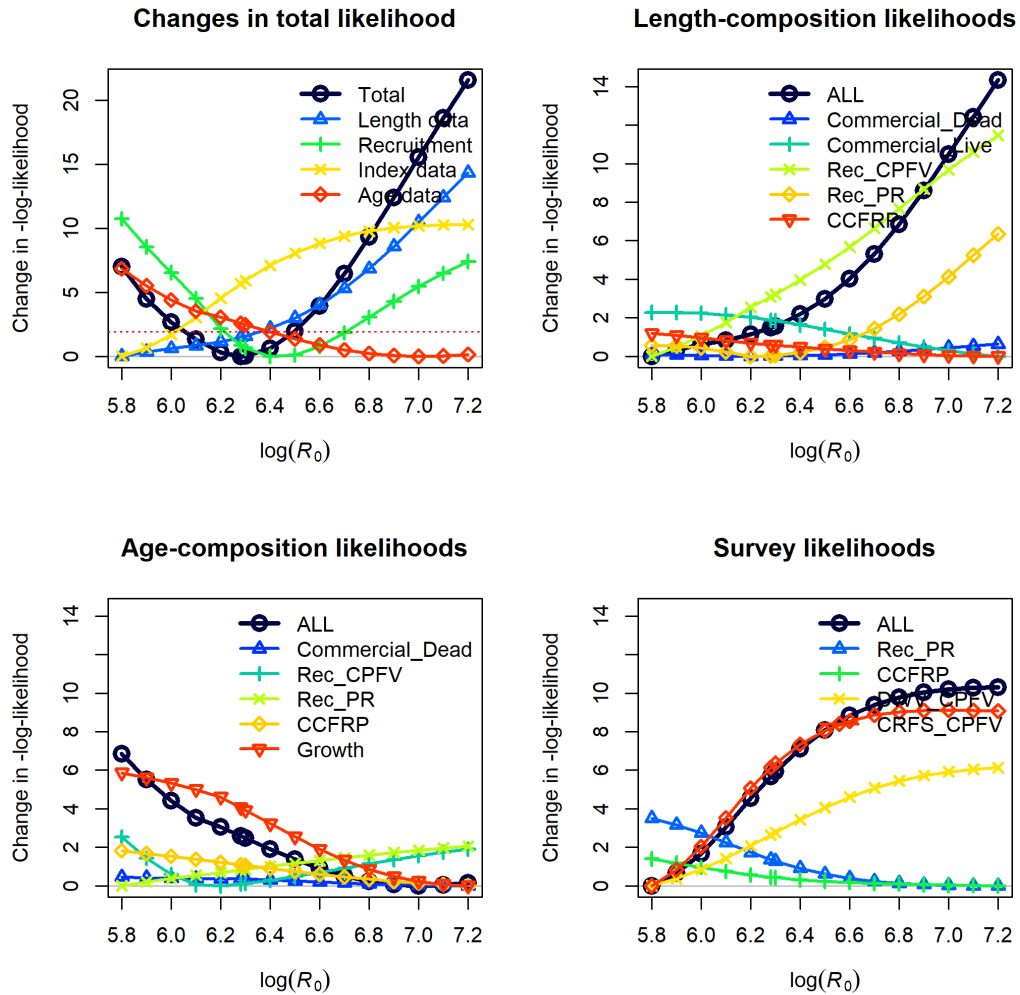 Changes in total likelihood
Change in -log-likelihood
20
15
10
5
0
Total
Length data
Recruitment
Index data
Age data
5.8 6.0 6.2 6.4 6.6 6.8 7.0 7.2
log(R0)
Length-composition likelihoods
Change in -log-likelihood
14
10
8
6
4
2
0
ALL
Commercial_Dead
Commercial_Live
Rec_CPFV
Rec_PR
CCFRP
5.8 6.0 6.2 6.4 6.6 6.8 7.0 7.2
log(R0)
Age-composition likelihoods
Change in -log-likelihood
14
10
8
6
4
2
0
ALL
Commercial_Dead
Rec_CPFV
Rec_PR
CCFRP
Growth
5.8 6.0 6.2 6.4 6.6 6.8 7.0 7.2
log(R0)
Survey likelihoods
Change in -log-likelihood
14
10
8
6
4
2
0
ALL
Rec_PR
CCFRP
DWV_CPFV
CRFS_CPFV
5.8 6.0 6.2 6.4 6.6 6.8 7.0 7.2
log(R0)